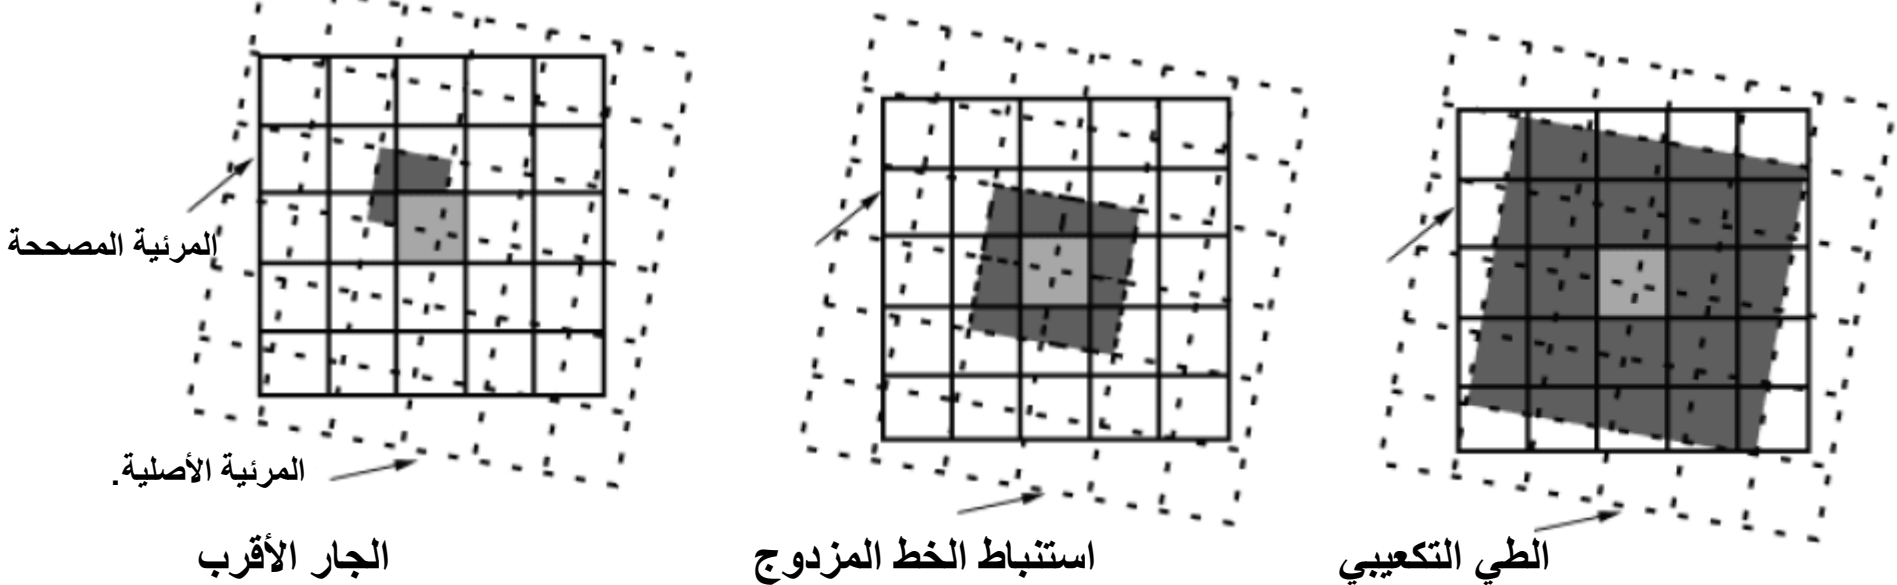 المرئية المصححة
المرئية الأصلية.
الجار الأقرب
استنباط الخط المزدوج
الطي التكعيبي